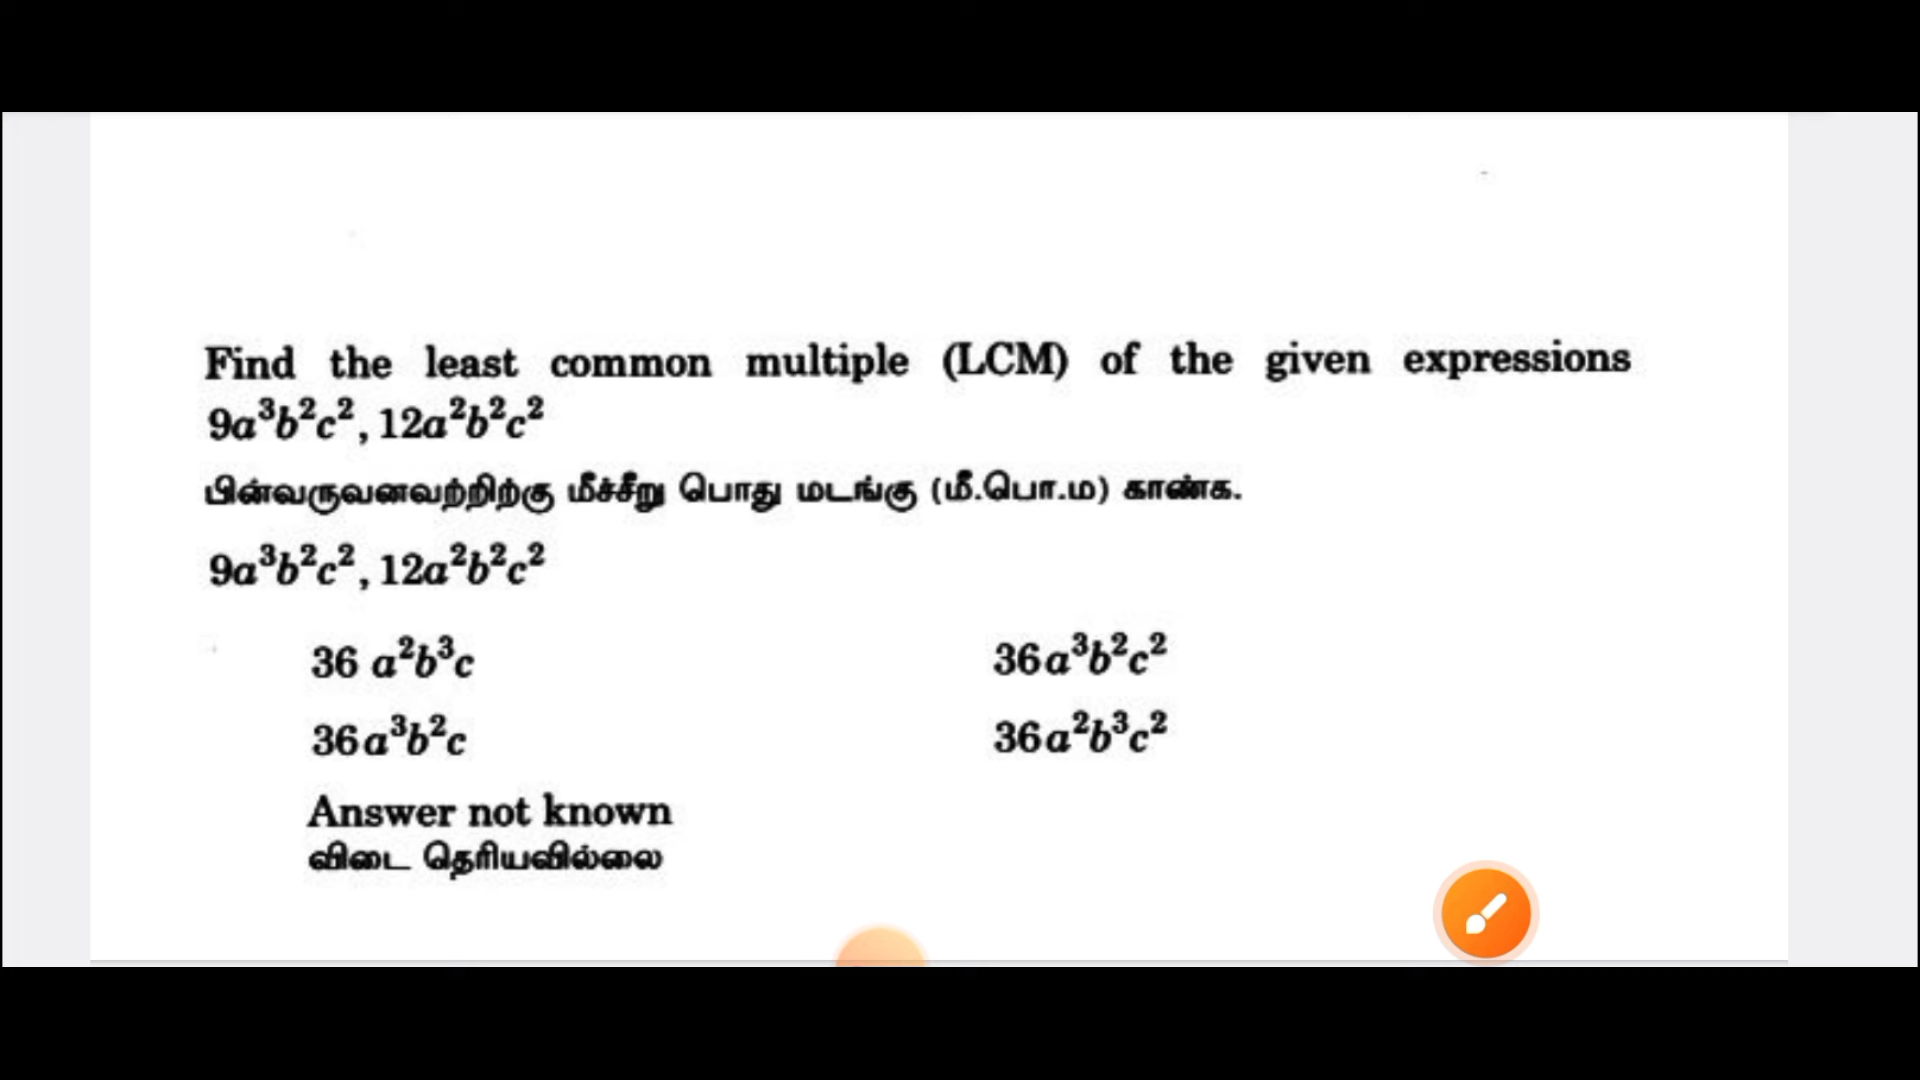 Find the least common multiple (LCM) of the given expressions
9a³b²c², 12a²b²c²
பின்வருவனவற்றிற்கு மீச்சீறு பொது மடங்கு (மீ.பொ.ம) காண்க.
9a³b²c², 12a²b²c²
36 a²b³c
36a³b²c²
36a³b²c
36a²b³c²
Answer not known
விடை தெரியவில்லை